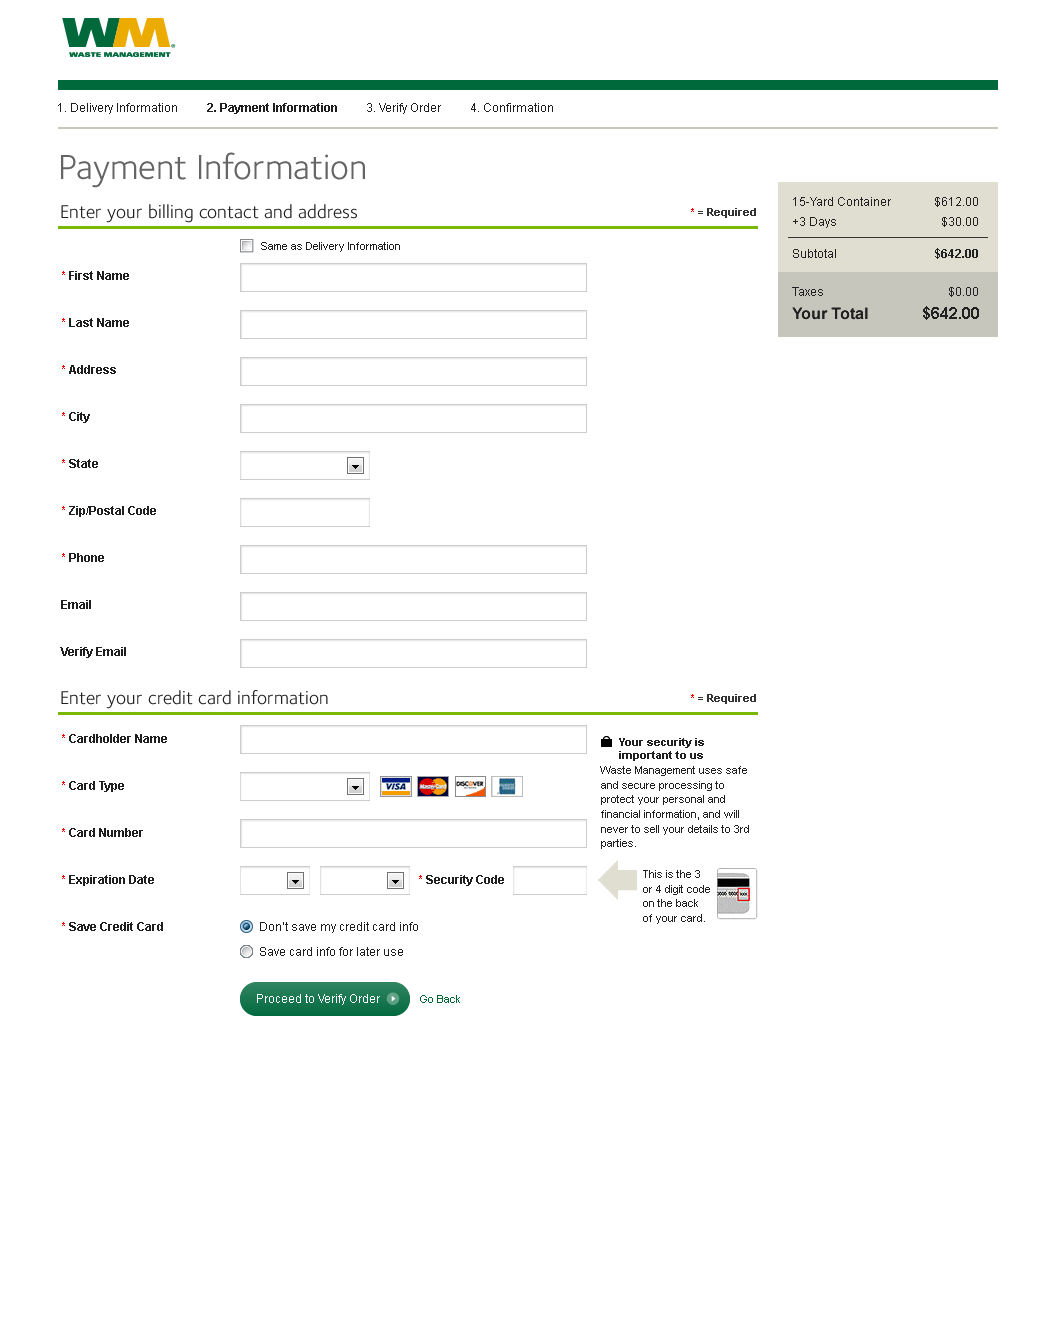 WM
WASTE MANAGEMENT
1. Delivery Information 2. Payment Information 3. Verify Order 4. Confirmation
Payment Information
Enter your billing contact and address * = Required
Same as Delivery Information
* First Name
* Last Name
* Address
* City
* State
* Zip/Postal Code
* Phone
Email
Verify Email
15-Yard Container $612.00
+3 Days $30.00
Subtotal $642.00
Taxes $0.00
Your Total $642.00
Enter your credit card information * = Required
* Cardholder Name
* Card Type VISA MasterCard DISCOVER
* Card Number
* Expiration Date * Security Code
* Save Credit Card Don't save my credit card info
Save card info for later use
Your security is
important to us
Waste Management uses safe
and secure processing to
protect your personal and
financial information, and will
never to sell your details to 3rd
parties.
This is the 3
or 4 digit code
on the back
of your card.
Proceed to Verify Order Go Back